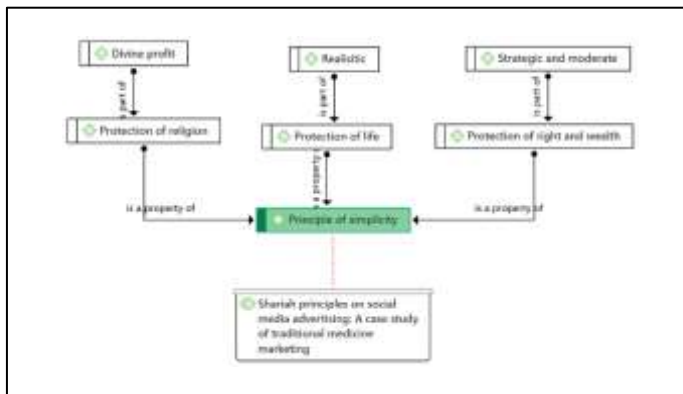 Divine profit
Realisitic
Strategic and moderate
is part of
is part of
is part of
Protection of religion
Protection of life
Protection of right and wealth
is a property of
is a property
is a property of
Principle of simplicity
Shariah principles on social
media advertising: A case study
of traditional medicine
marketing